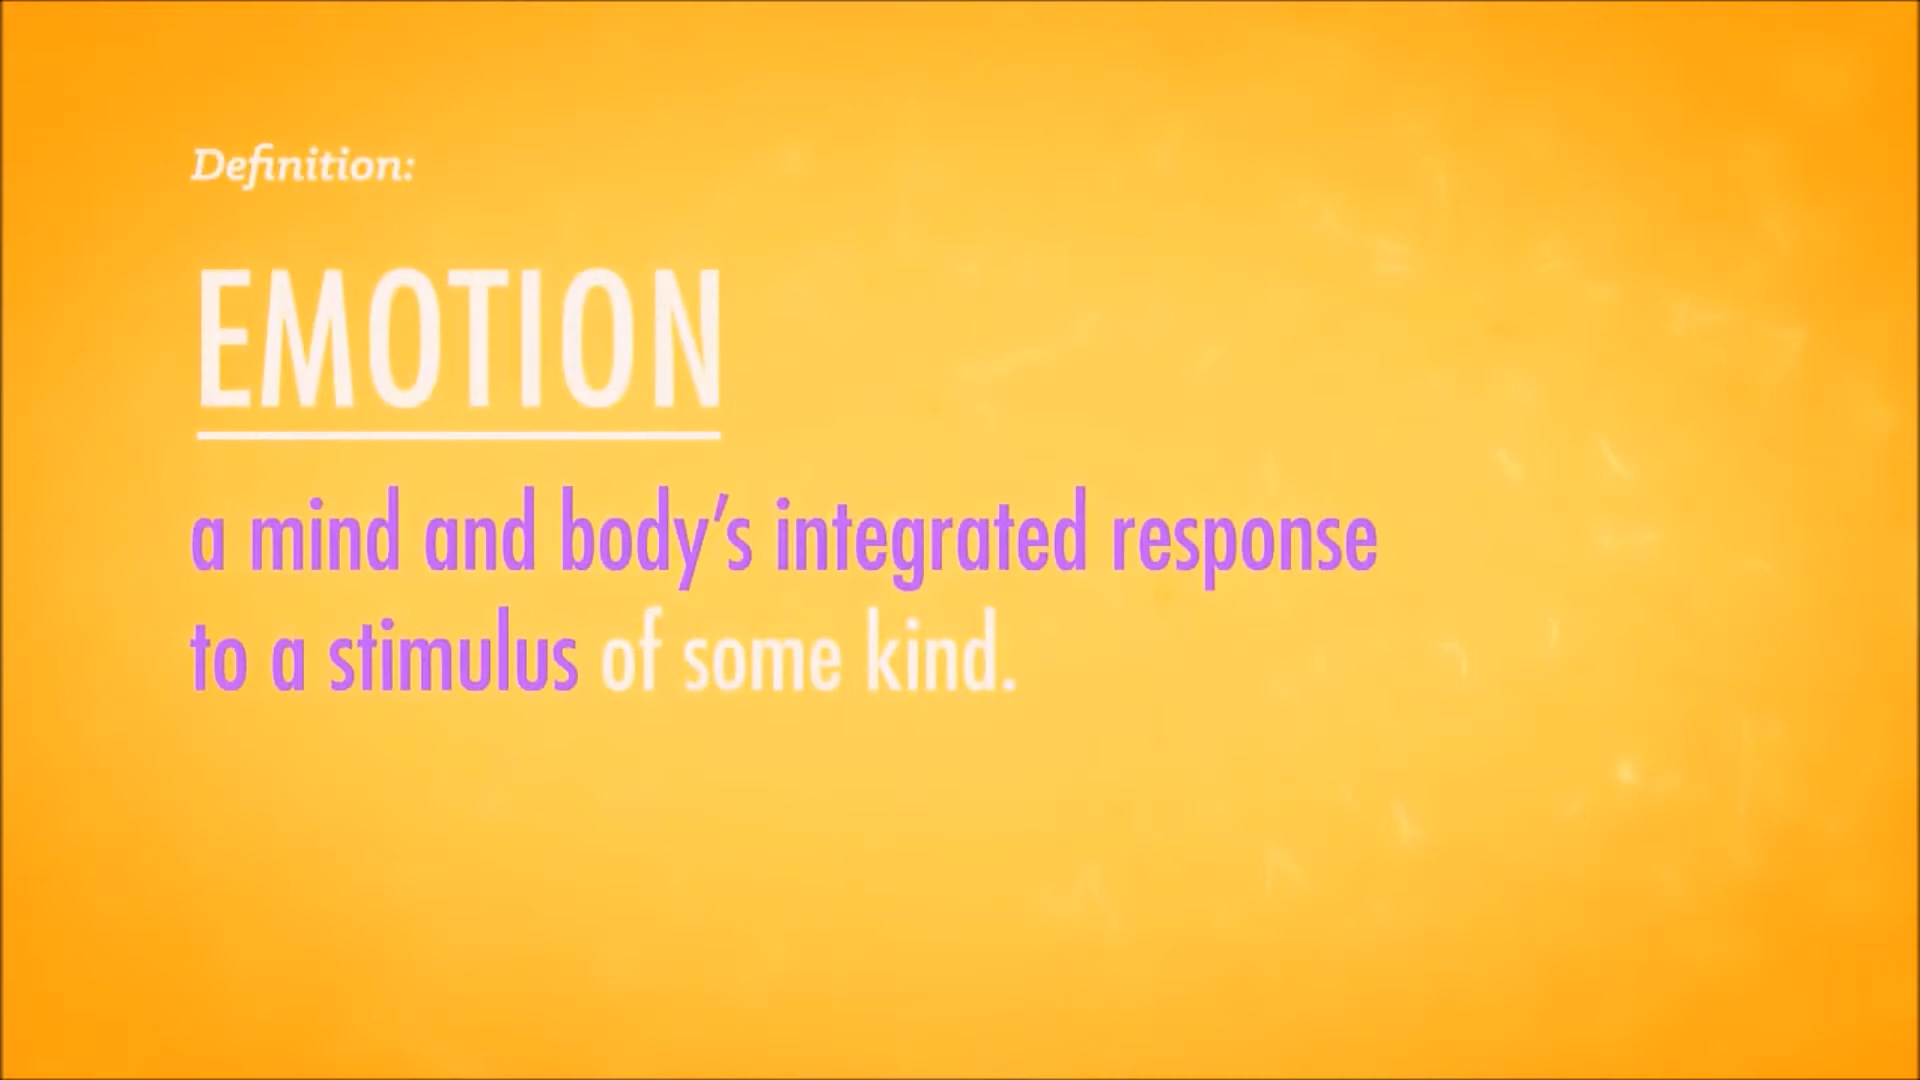 Definition:
EMOTION
a mind and body’s integrated response
to a stimulus of some kind.